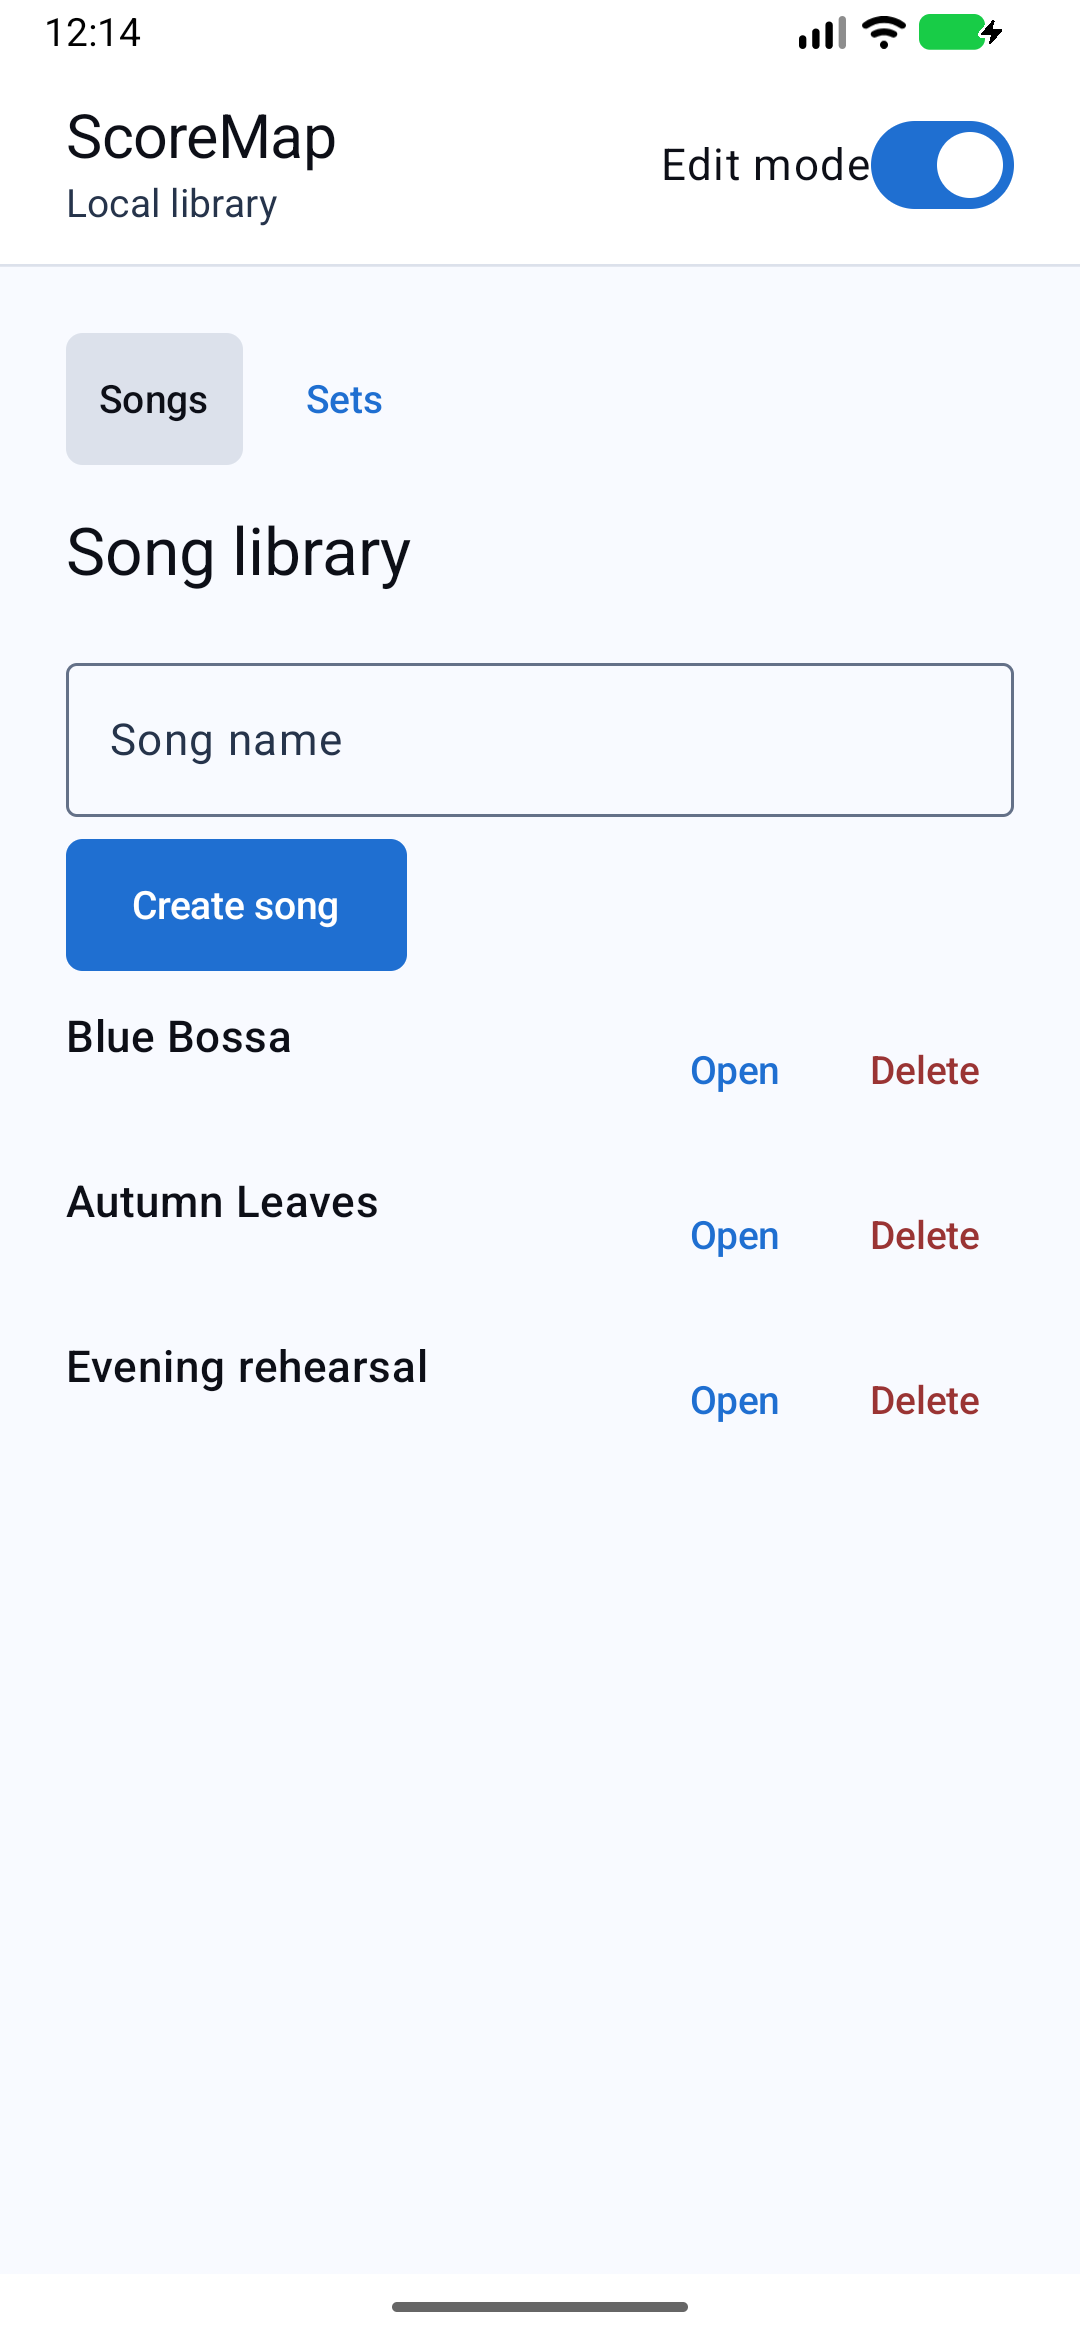 12:14
ScoreMap
Local library
Edit mode
Songs Sets
Song library
Song name
Create song
Blue Bossa
Open Delete
Autumn Leaves
Open Delete
Evening rehearsal
Open Delete